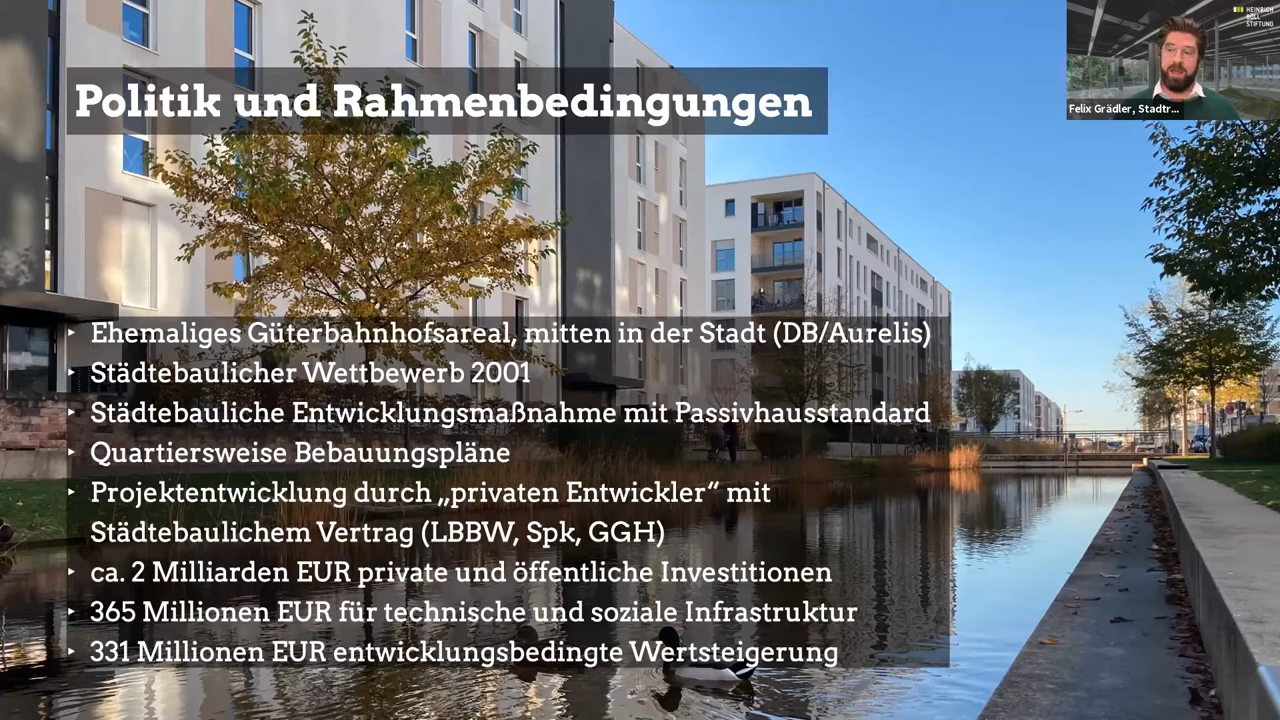 Politik und Rahmenbedingungen
HEINRICH
BÖLL
STIFTUNG
Felix Grädler, Stadtr...
‣ Ehemaliges Güterbahnhofsareal, mitten in der Stadt (DB/Aurelis)
‣ Städtebaulicher Wettbewerb 2001
‣ Städtebauliche Entwicklungsmaßnahme mit Passivhausstandard
‣ Quartiersweise Bebauungspläne
‣ Projektentwicklung durch „privaten Entwickler“ mit
Städtebaulichem Vertrag (LBBW, Spk, GGH)
‣ ca. 2 Milliarden EUR private und öffentliche Investitionen
‣ 365 Millionen EUR für technische und soziale Infrastruktur
‣ 331 Millionen EUR entwicklungsbedingte Wertsteigerung